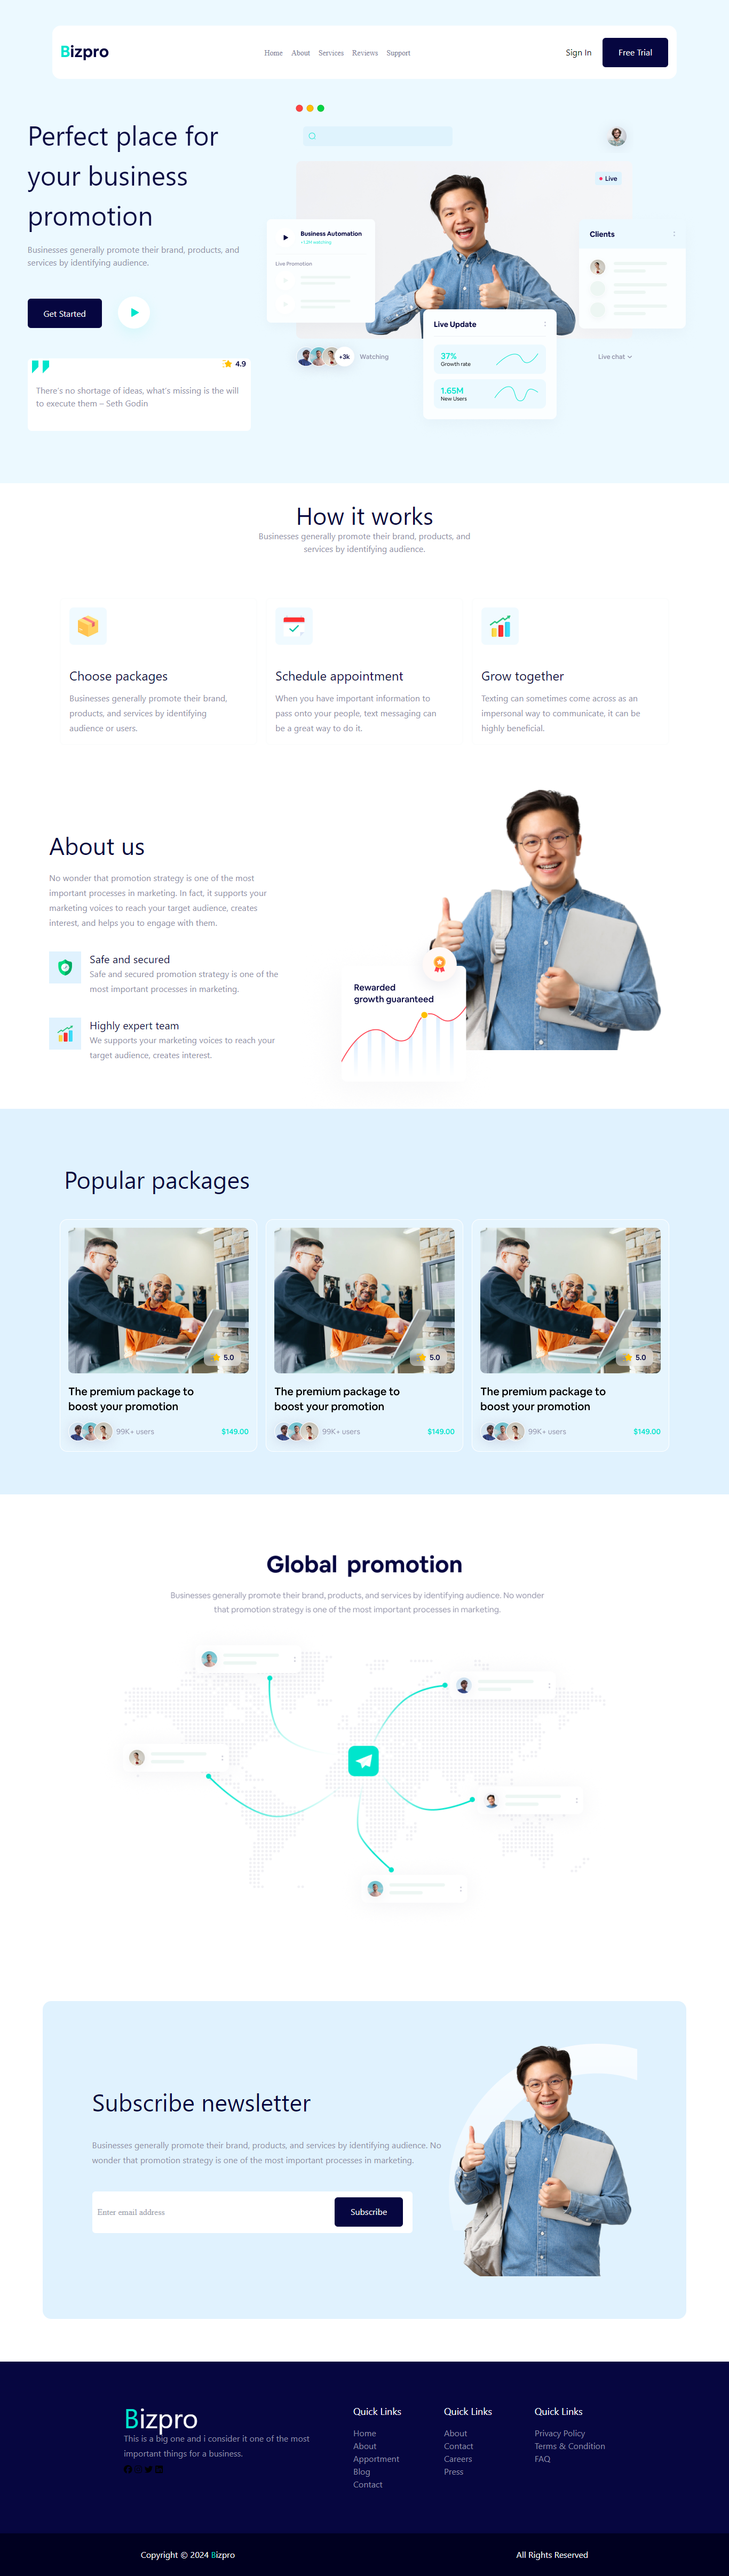 Bizpro
Home About Services Reviews Support
Sign In
Free Trial
Perfect place for
your business
promotion
Businesses generally promote their brand, products, and
services by identifying audience.
Get Started
4.9
There's no shortage of ideas, what's missing is the will
to execute them – Seth Godin
Live
Business Automation
+12M watching...
Live Promotion
Clients
Live Update
37%
Growth rate
1.65M
New Users
+3k
Watching
Live chat
How it works
Businesses generally promote their brand, products, and
services by identifying audience.
Choose packages
Businesses generally promote their brand,
products, and services by identifying
audience or users.
Schedule appointment
When you have important information to
pass onto your people, text messaging can
be a great way to do it.
Grow together
Texting can sometimes come across as an
impersonal way to communicate, it can be
highly beneficial.
About us
No wonder that promotion strategy is one of the most
important processes in marketing. In fact, it supports your
marketing voices to reach your target audience, creates
interest, and helps you to engage with them.
Safe and secured
Safe and secured promotion strategy is one of the
most important processes in marketing.
Highly expert team
We supports your marketing voices to reach your
target audience, creates interest.
Rewarded
growth guaranteed
Popular packages
5.0
The premium package to
boost your promotion
99K+ users
$149.00
5.0
The premium package to
boost your promotion
99K+ users
$149.00
5.0
The premium package to
boost your promotion
99K+ users
$149.00
Global promotion
Businesses generally promote their brand, products, and services by identifying audience. No wonder
that promotion strategy is one of the most important processes in marketing.
Subscribe newsletter
Businesses generally promote their brand, products, and services by identifying audience. No
wonder that promotion strategy is one of the most important processes in marketing.
Enter email address
Subscribe
Bizpro
This is a big one and i consider it one of the most
important things for a business.
Quick Links
Home
About
Apportment
Blog
Contact
Quick Links
About
Contact
Careers
Press
Quick Links
Privacy Policy
Terms & Condition
FAQ
Copyright © 2024 Bizpro
All Rights Reserved